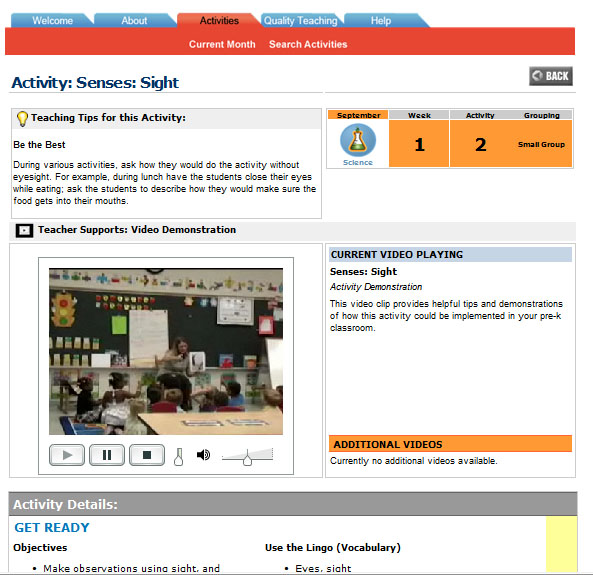 Welcome About Activities Quality Teaching Help
Current Month Search Activities
Activity: Senses: Sight
BACK
Teaching Tips for this Activity:
Be the Best
During various activities, ask how they would do the activity without
eyesight. For example, during lunch have the students close their eyes
while eating; ask the students to describe how they would make sure the
food gets into their mouths.
September Week Activity Grouping
Science 1 2 Small Group
Teacher Supports: Video Demonstration
CURRENT VIDEO PLAYING
Senses: Sight
Activity Demonstration
This video clip provides helpful tips and demonstrations
of how this activity could be implemented in your pre-k
classroom.
ADDITIONAL VIDEOS
Currently no additional videos available.
Activity Details:
GET READY
Objectives
• Make observations using sight, and
Use the Lingo (Vocabulary)
• Eyes, sight